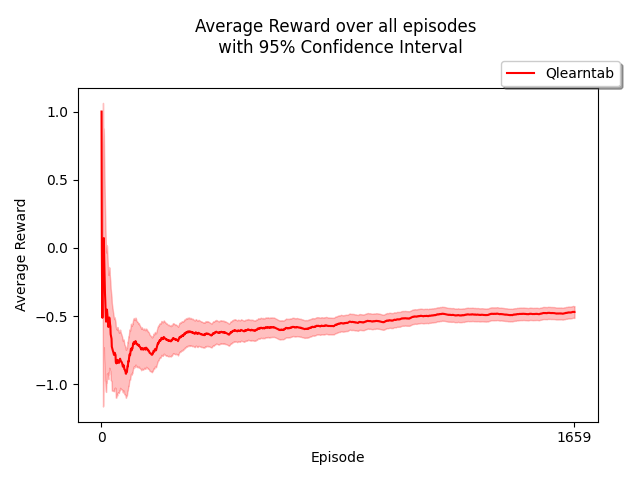 Average Reward over all episodes
with 95% Confidence Interval
Qlearntab
1.0
0.5
0.0
−0.5
−1.0
Average Reward
0
1659
Episode